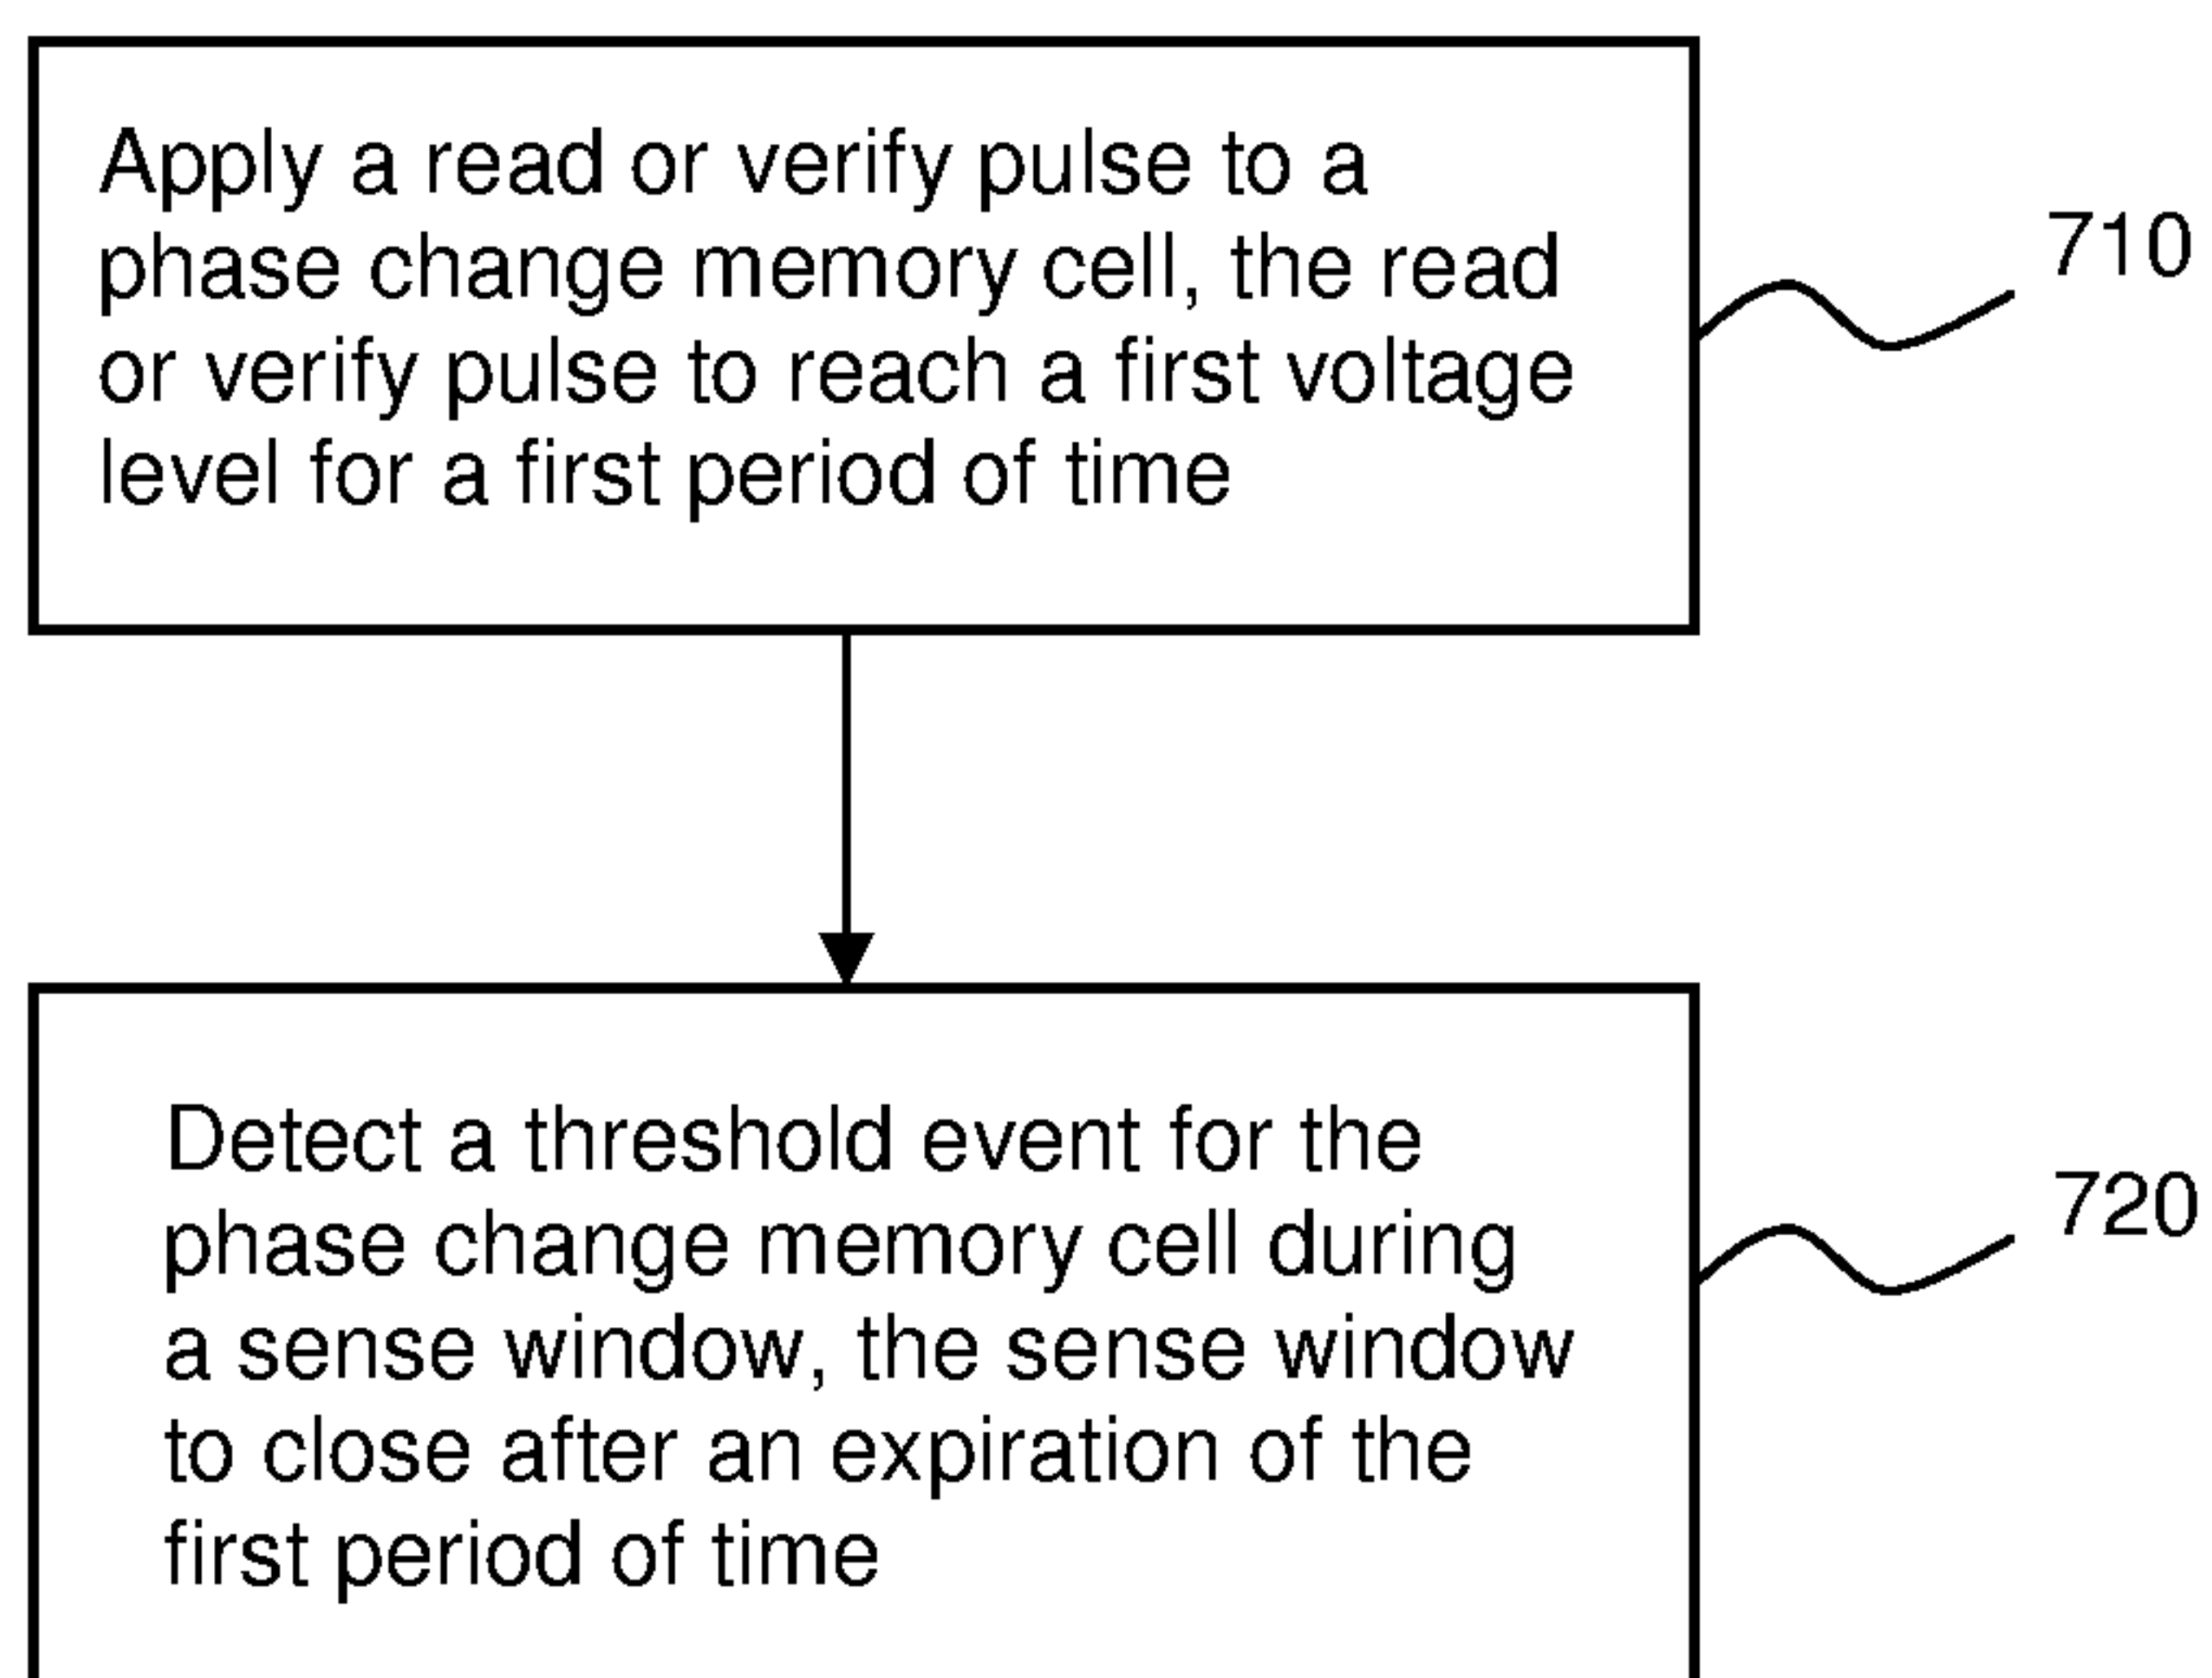 Apply a read or verify pulse to a
phase change memory cell, the read
or verify pulse to reach a first voltage
level for a first period of time
710
Detect a threshold event for the
phase change memory cell during
a sense window, the sense window
to close after an expiration of the
first period of time
720